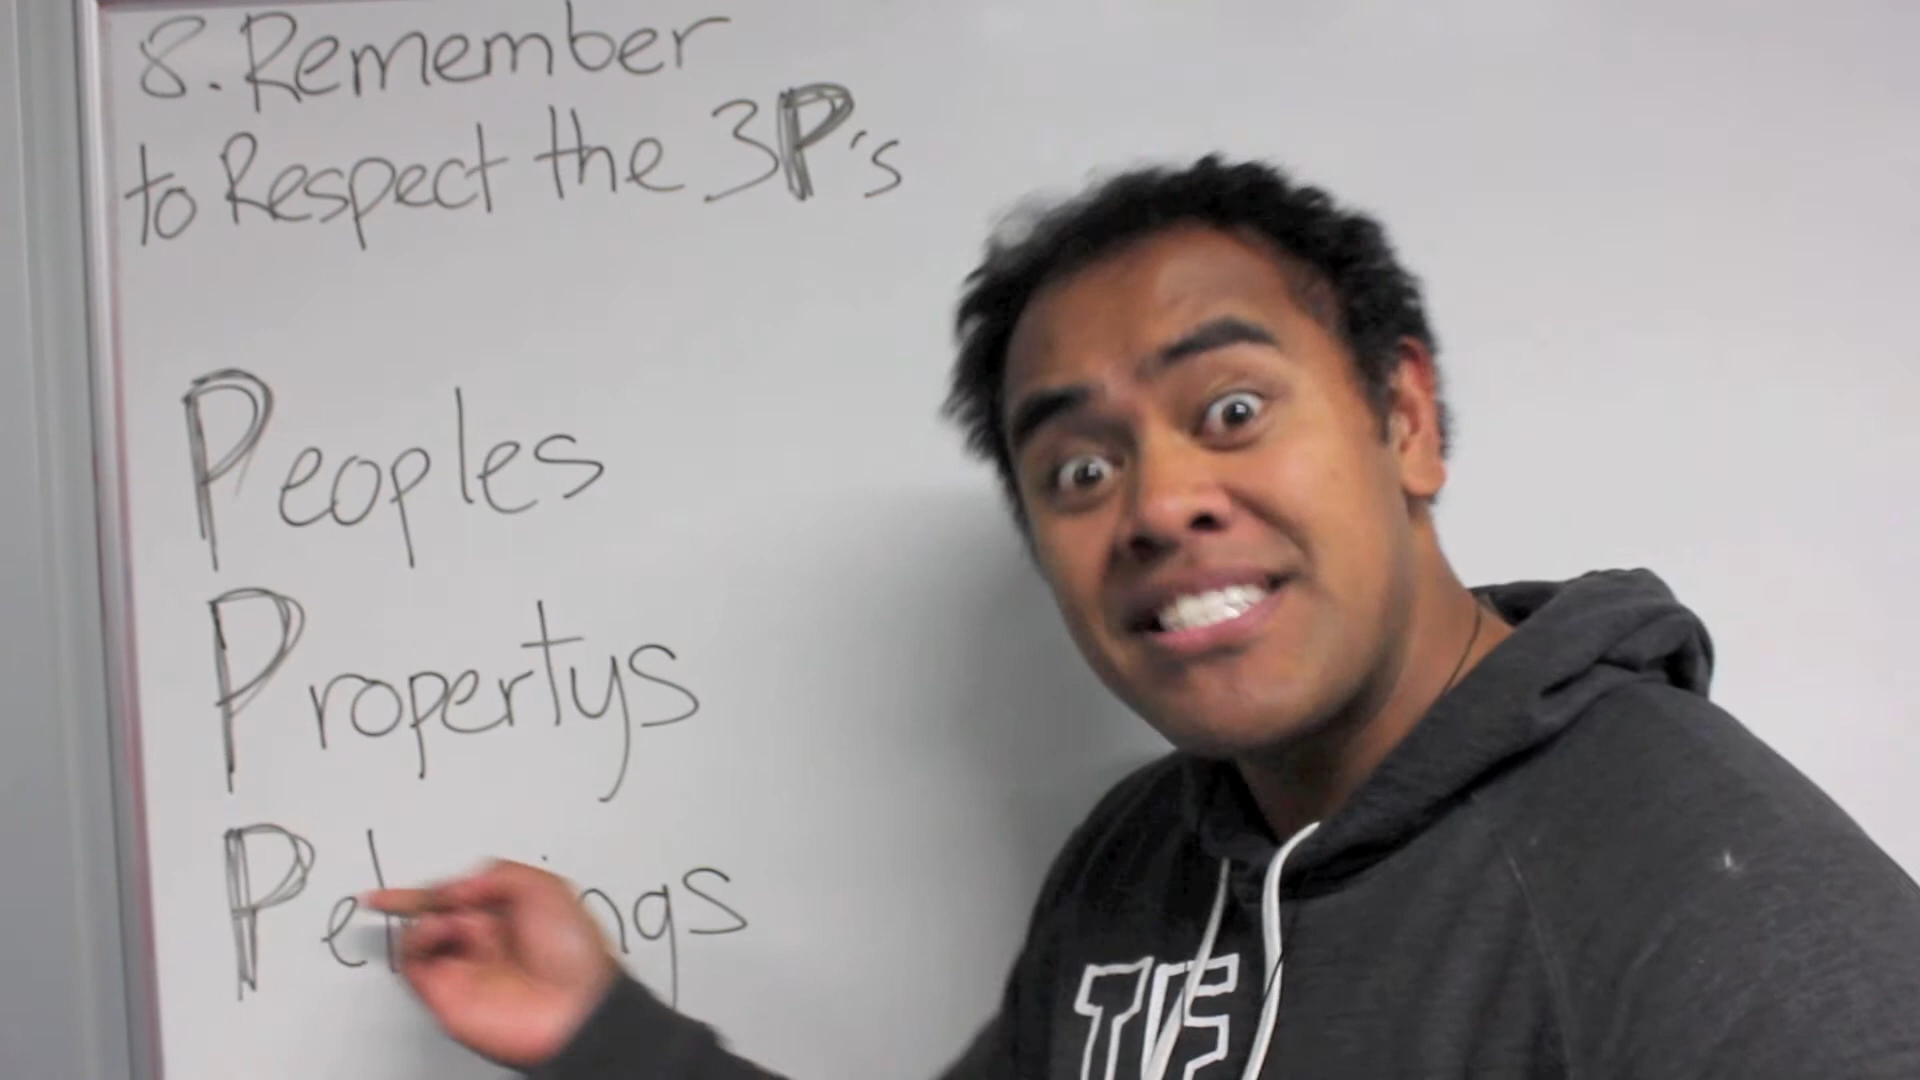 8. Remember
to Respect the 3P's
Peoples
Propertys